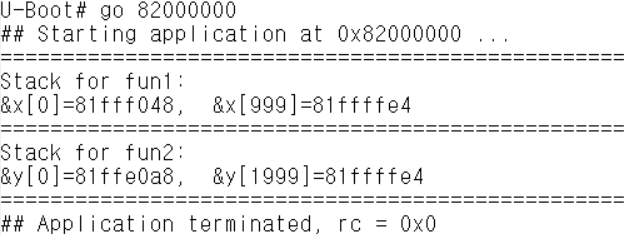 U-Boot# go 82000000
## Starting application at 0x82000000 ...
====================================================
Stack for fun1:
&x[0]=81fff048,  &x[999]=81ffffe4
====================================================
Stack for fun2:
&y[0]=81ffe0a8,  &y[1999]=81ffffe4
====================================================
## Application terminated, rc = 0x0